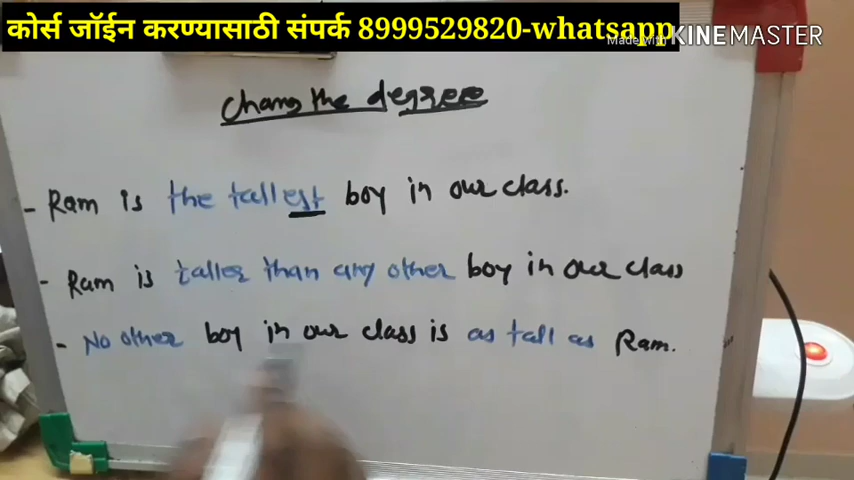 कोर्स जॉईन करण्यासाठी संपर्क 8999529820-whatsapp
Made with KINEMASTER
Chang the degree
- Ram is the tallest boy in our class.
- Ram is taller than any other boy in our class
- No other boy in our class is as tall as Ram.